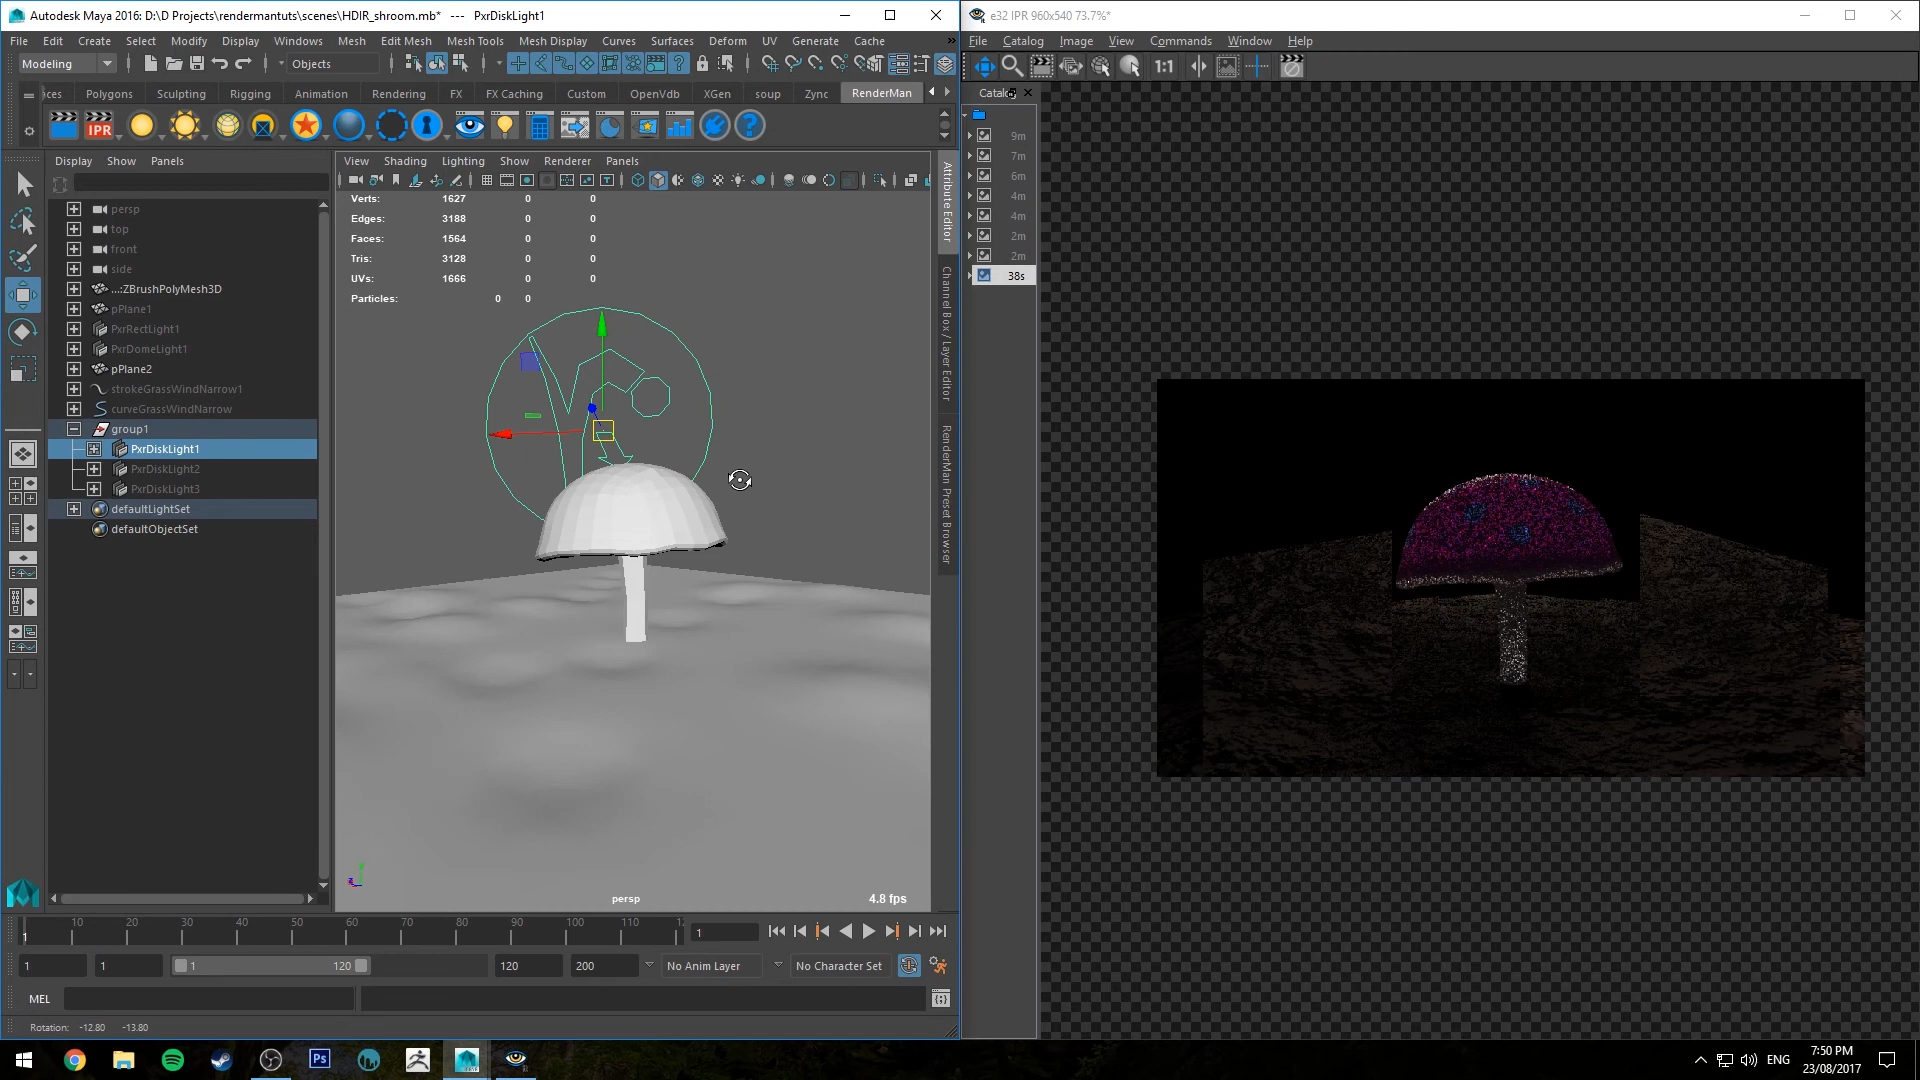 Autodesk Maya 2016: D:\D Projects\rendermantuts\scenes\HDIR_shroom.mb* --- PxrDiskLight1
File Edit Create Select Modify Display Windows Mesh Edit Mesh Mesh Tools Mesh Display Curves Surfaces Deform UV Generate Cache
Modeling Objects
Polygons Sculpting Rigging Animation Rendering FX FX Caching Custom OpenVdb XGen soup Zync RenderMan
IPR
Display Show Panels
persp
top
front
side
...:ZBrushPolyMesh3D
pPlane1
PxrRectLight1
PxrDomeLight1
pPlane2
strokeGrassWindNarrow1
curveGrassWindNarrow
group1
PxrDiskLight1
PxrDiskLight2
PxrDiskLight3
defaultLightSet
defaultObjectSet
View Shading Lighting Show Renderer Panels
Verts: 1627 0 0
Edges: 3188 0 0
Faces: 1564 0 0
Tris: 3128 0 0
UVs: 1666 0 0
Particles: 0 0
persp
4.8 fps
Attribute Editor
Channel Box / Layer Editor
RenderMan Preset Browser
10 20 30 40 50 60 70 80 90 100 110
1
1
1 1 1 120 120 200 No Anim Layer No Character Set
MEL
Rotation: -12.80 -13.80
e32 IPR 960x540 73.7%*
File Catalog Image View Commands Window Help
1:1
9m
7m
6m
4m
4m
2m
2m
38s
Ps
ENG
7:50 PM
23/08/2017